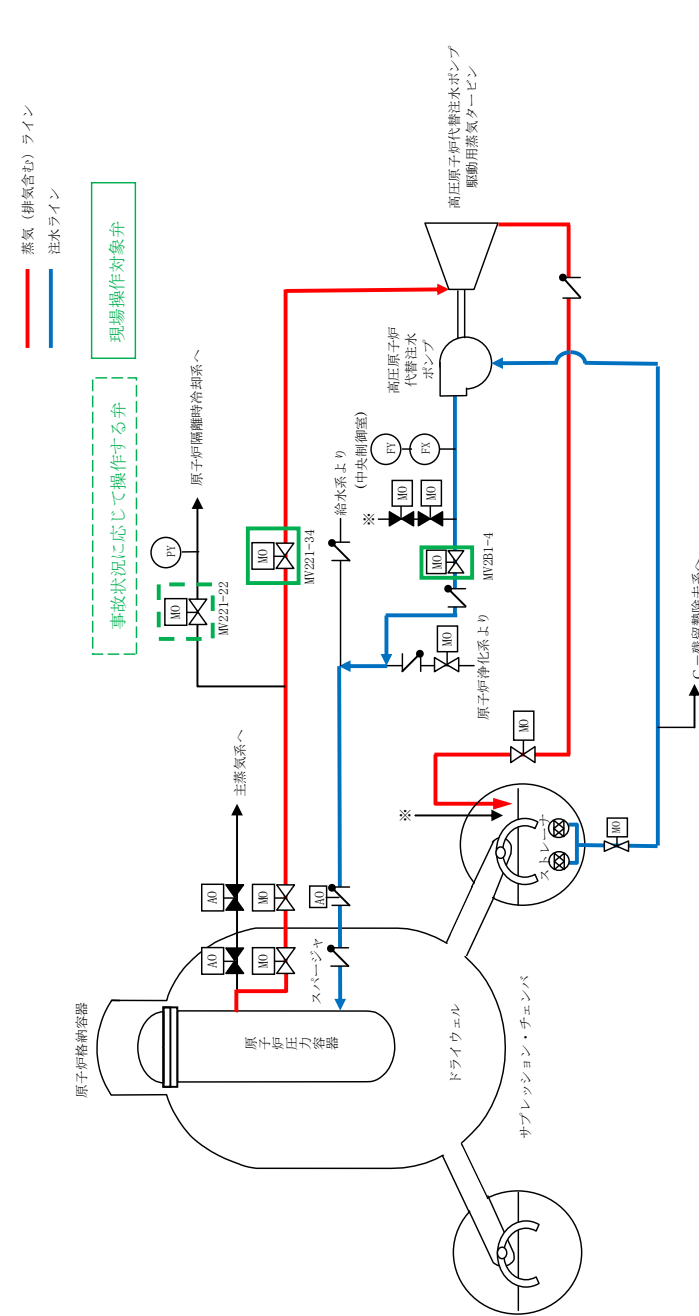 蒸気（排気含む）ライン
注水ライン
現場操作対象弁
事故状況に応じて操作する弁
原子炉隔離時冷却系へ
PY
MO
MV221-22
MO
MV221-34
主蒸気系へ
AO
AO
MO
MO
AO
スパージャ
原子炉格納容器
原子炉
圧力
容器
ドライウェル
サプレッション・チェンバ
給水系より
(中央制御室)
FY
FX
※
MO
MO
MO
MV2B1-4
MO
原子炉浄化系より
高圧原子炉
代替注水
ポンプ
高圧原子炉代替注水ポンプ
駆動用蒸気タービン
MO
※
ストレーナ
MO
C－残留熱除去系へ